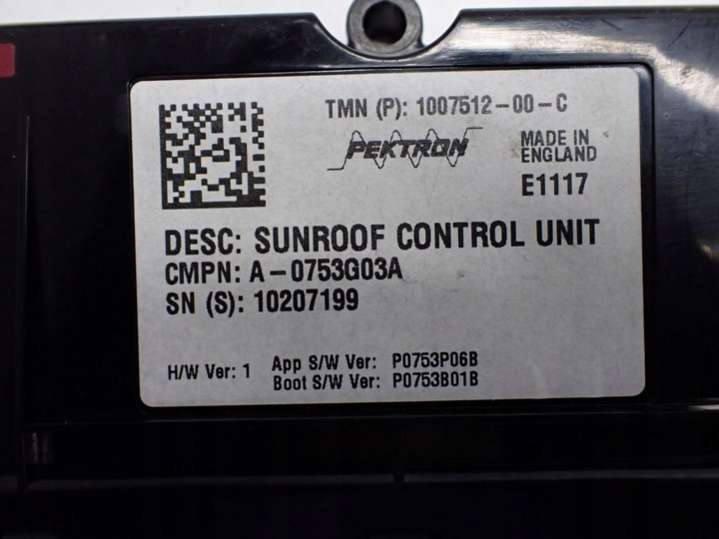 TMN (P): 1007512-00-C
PEKTRON
MADE IN
ENGLAND
E1117
DESC: SUNROOF CONTROL UNIT
CMPN: A-0753G03A
SN (S): 10207199
H/W Ver: 1
App S/W Ver: P0753P06B
Boot S/W Ver: P0753B01B